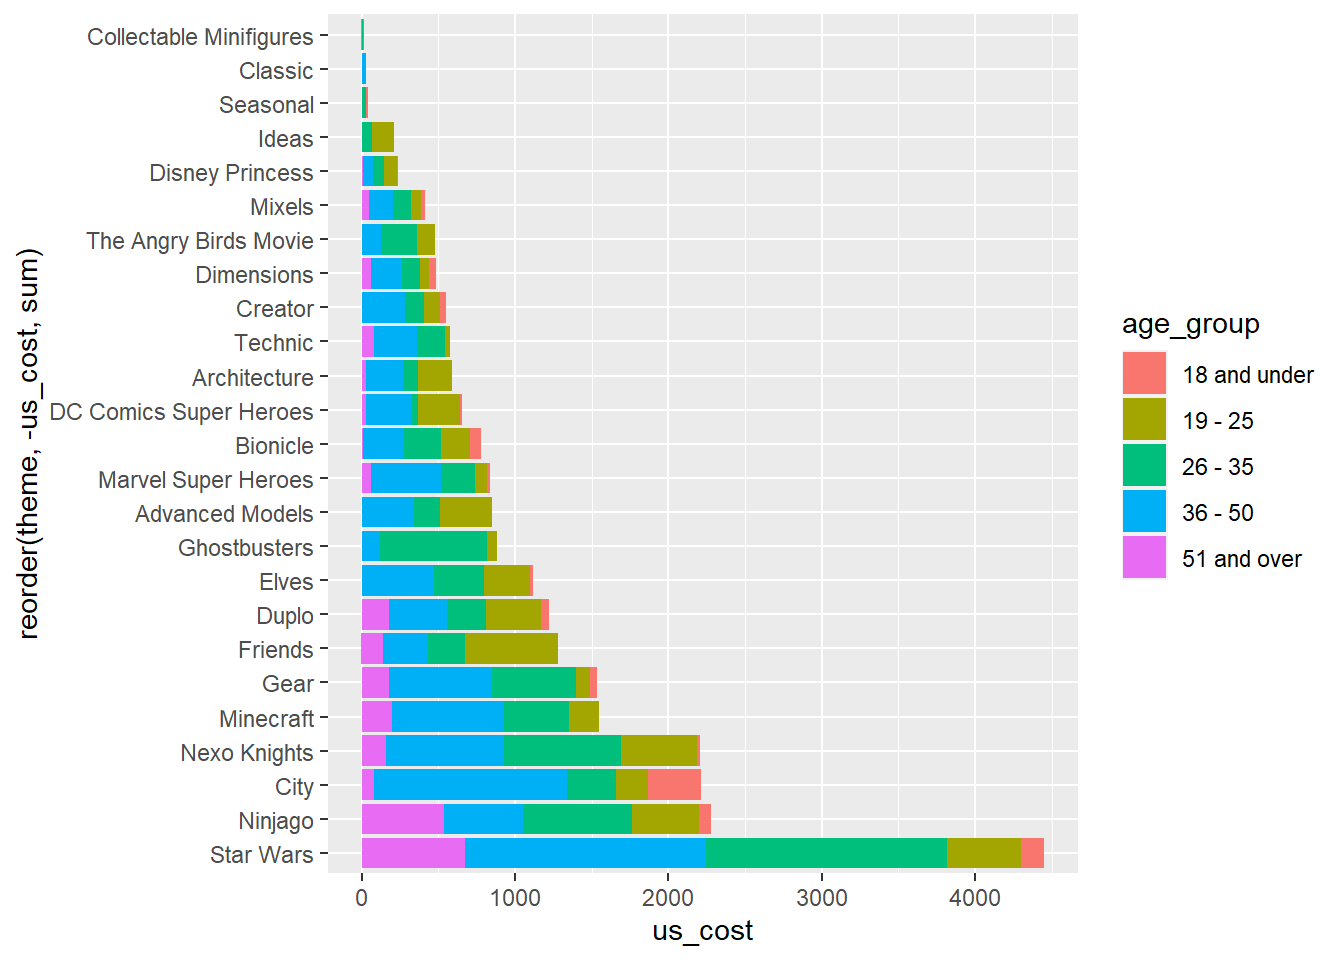 reorder(theme, -us_cost, sum)
Collectable Minifigures
Classic
Seasonal
Ideas
Disney Princess
Mixels
The Angry Birds Movie
Dimensions
Creator
Technic
Architecture
DC Comics Super Heroes
Bionicle
Marvel Super Heroes
Advanced Models
Ghostbusters
Elves
Duplo
Friends
Gear
Minecraft
Nexo Knights
City
Ninjago
Star Wars
0 1000 2000 3000 4000
us_cost
age_group
18 and under
19 - 25
26 - 35
36 - 50
51 and over